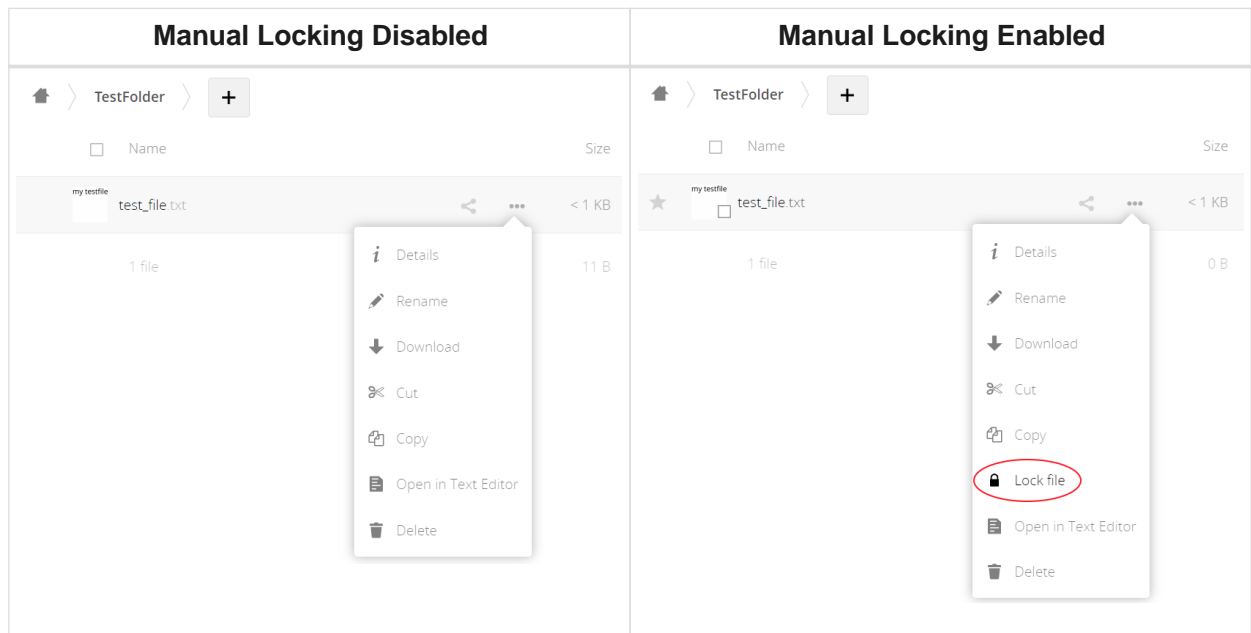 Manual Locking Disabled
TestFolder +
Name Size
my testfile
test_file.txt < 1 KB
Details
1 file 11 B
Rename
Download
Cut
Copy
Open in Text Editor
Delete
Manual Locking Enabled
TestFolder +
Name Size
my testfile
test_file.txt < 1 KB
Details
1 file 0 B
Rename
Download
Cut
Copy
Lock file
Open in Text Editor
Delete